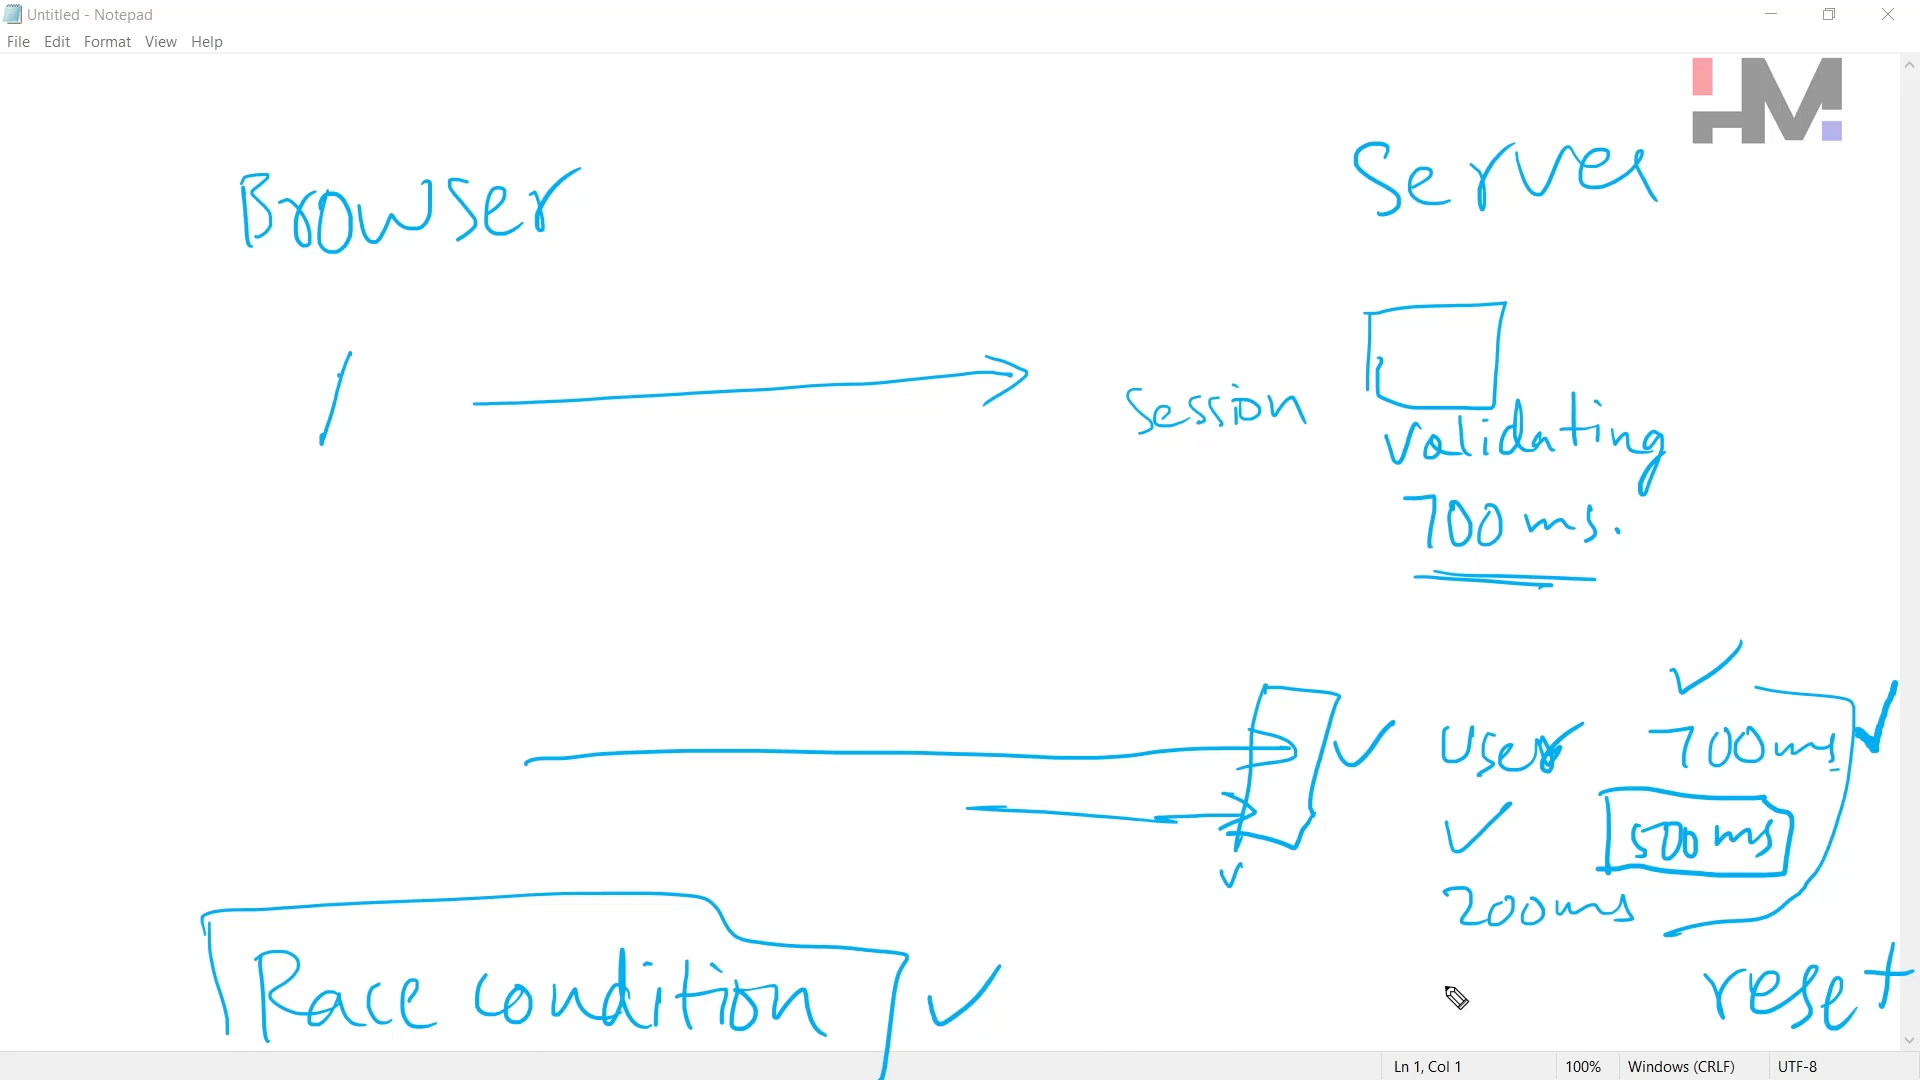 Untitled - Notepad
File Edit Format View Help
HM
Browser
Server
Session
validating
700 ms.
User 700ms
500 ms
200ms
Race condition
reset
Ln 1, Col 1 100% Windows (CRLF) UTF-8